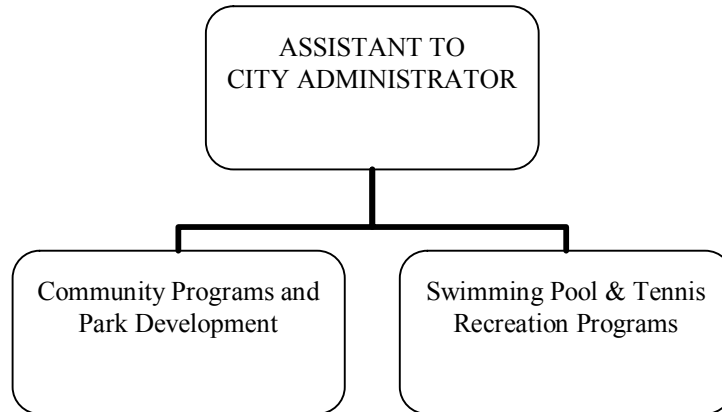 ASSISTANT TO
CITY ADMINISTRATOR
Community Programs and
Park Development
Swimming Pool & Tennis
Recreation Programs